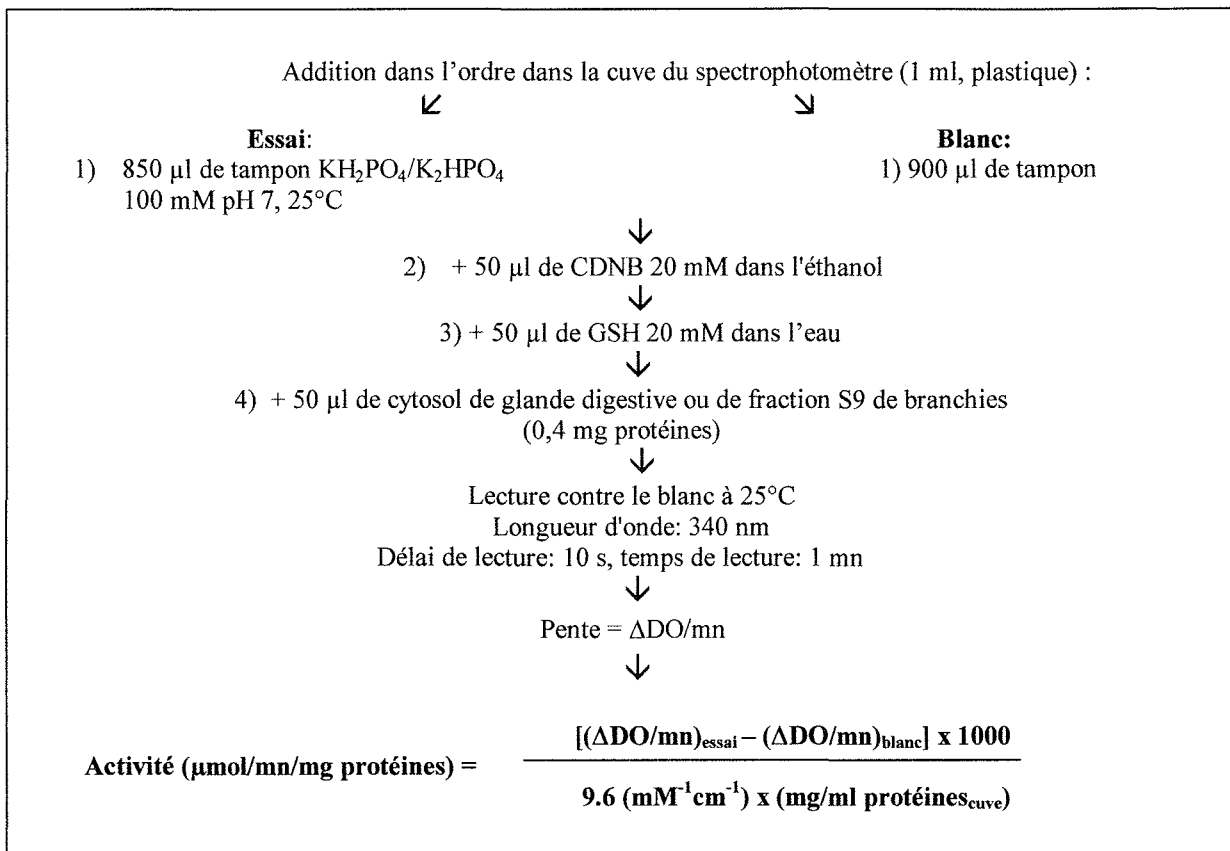 Addition dans l'ordre dans la cuve du spectrophotomètre (1 ml, plastique) :
Essai:
1) 850 µl de tampon KH₂PO₄/K₂HPO₄
100 mM pH 7, 25°C
Blanc:
1) 900 µl de tampon
2) + 50 µl de CDNB 20 mM dans l'éthanol
3) + 50 µl de GSH 20 mM dans l'eau
4) + 50 µl de cytosol de glande digestive ou de fraction S9 de branchies
(0,4 mg protéines)
Lecture contre le blanc à 25°C
Longueur d'onde: 340 nm
Délai de lecture: 10 s, temps de lecture: 1 mn
Pente = ΔDO/mn
[(ΔDO/mn)essai – (ΔDO/mn)blanc] x 1000
Activité (µmol/mn/mg protéines) =
9.6 (mM⁻¹cm⁻¹) x (mg/ml protéinescuve)